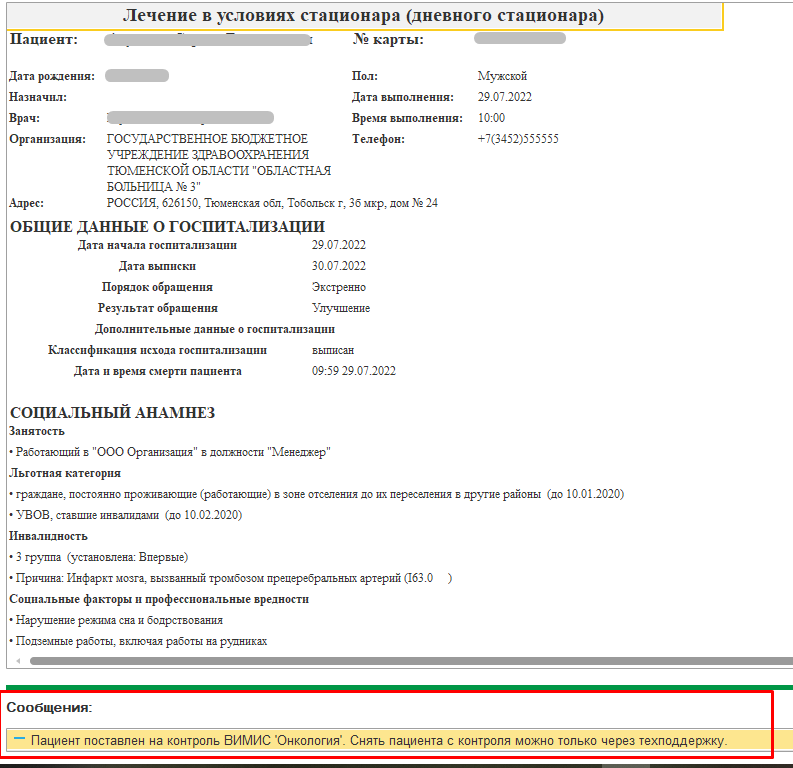 Лечение в условиях стационара (дневного стационара)
Пациент: № карты:
Дата рождения: Пол: Мужской
Назначил: Дата выполнения: 29.07.2022
Врач: Время выполнения: 10:00
Организация: ГОСУДАРСТВЕННОЕ БЮДЖЕТНОЕ Телефон: +7(3452)555555
УЧРЕЖДЕНИЕ ЗДРАВООХРАНЕНИЯ
ТЮМЕНСКОЙ ОБЛАСТИ "ОБЛАСТНАЯ
БОЛЬНИЦА № 3"
Адрес: РОССИЯ, 626150, Тюменская обл, Тобольск г, 3б мкр, дом № 24
ОБЩИЕ ДАННЫЕ О ГОСПИТАЛИЗАЦИИ
Дата начала госпитализации 29.07.2022
Дата выписки 30.07.2022
Порядок обращения Экстренно
Результат обращения Улучшение
Дополнительные данные о госпитализации
Классификация исхода госпитализации выписан
Дата и время смерти пациента 09:59 29.07.2022
СОЦИАЛЬНЫЙ АНАМНЕЗ
Занятость
• Работающий в "ООО Организация" в должности "Менеджер"
Льготная категория
• граждане, постоянно проживающие (работающие) в зоне отселения до их переселения в другие районы (до 10.01.2020)
• УВОВ, ставшие инвалидами (до 10.02.2020)
Инвалидность
• 3 группа (установлена: Впервые)
• Причина: Инфаркт мозга, вызванный тромбозом прецеребральных артерий (I63.0 )
Социальные факторы и профессиональные вредности
• Нарушение режима сна и бодрствования
• Подземные работы, включая работы на рудниках
Сообщения:
Пациент поставлен на контроль ВИМИС 'Онкология'. Снять пациента с контроля можно только через техподдержку.